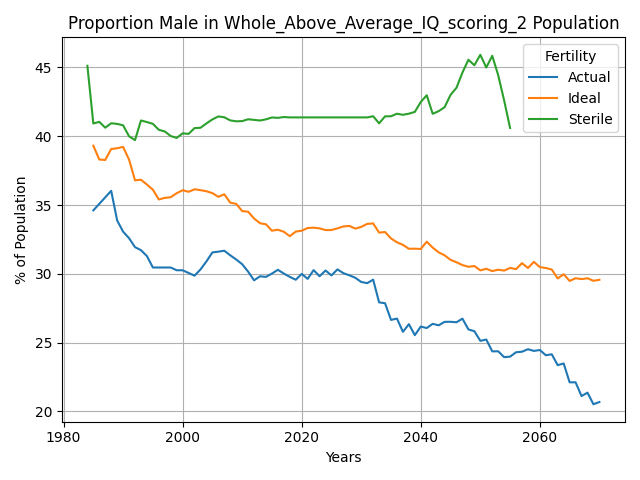 Proportion Male in Whole_Above_Average_IQ_scoring_2 Population
Fertility
Actual
Ideal
Sterile
% of Population
45
40
35
30
25
20
1980
2000
2020
2040
2060
Years